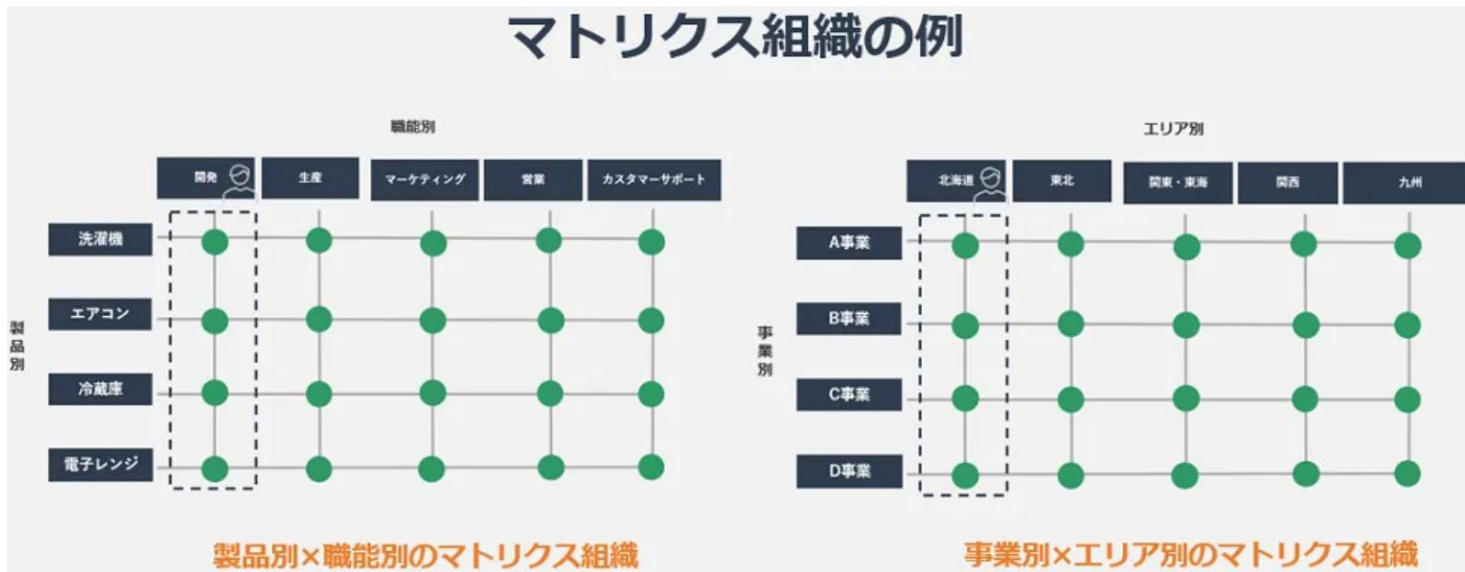 マトリクス組織の例
職能別
開発
生産
マーケティング
営業
カスタマーサポート
製品別
洗濯機
エアコン
冷蔵庫
電子レンジ
製品別×職能別のマトリクス組織
エリア別
北海道
東北
関東・東海
関西
九州
事業別
A事業
B事業
C事業
D事業
事業別×エリア別のマトリクス組織